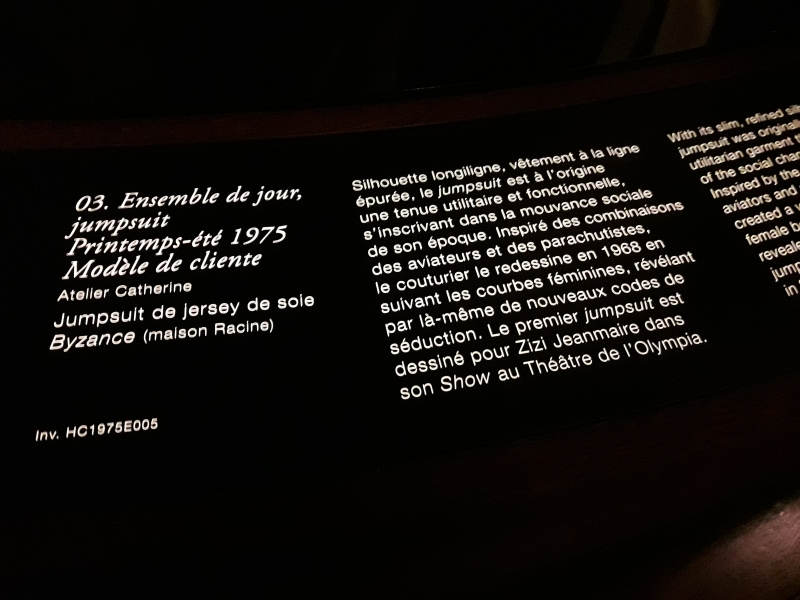 03. Ensemble de jour,
jumpsuit
Printemps-été 1975
Modèle de cliente
Atelier Catherine
Jumpsuit de jersey de soie
Byzance (maison Racine)
Inv. HC1975E005
Silhouette longiligne, vêtement à la ligne
épurée, le jumpsuit est à l'origine
une tenue utilitaire et fonctionnelle,
s'inscrivant dans la mouvance sociale
de son époque. Inspiré des combinaisons
des aviateurs et des parachutistes,
le couturier le redessine en 1968 en
suivant les courbes féminines, révélant
par là-même de nouveaux codes de
séduction. Le premier jumpsuit est
dessiné pour Zizi Jeanmaire dans
son Show au Théâtre de l'Olympia.
With its slim, refined
jumpsuit was
utilitarian garment
of the social
Inspired by the
aviators and
created a
female
in